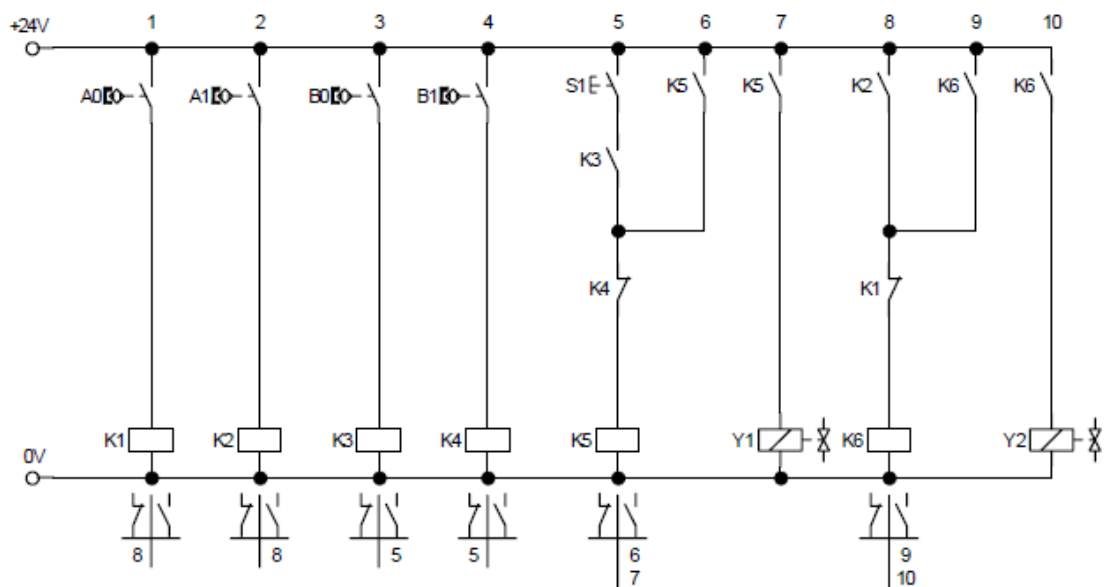 1 2 3 4 5 6 7 8 9 10
+24V
A0 A1 B0 B1 S1 K5 K5 K2 K6 K6
K3
K4 K1
K1 K2 K3 K4 K5 Y1 K6 Y2
0V
8 8 5 5 6 9
7 10